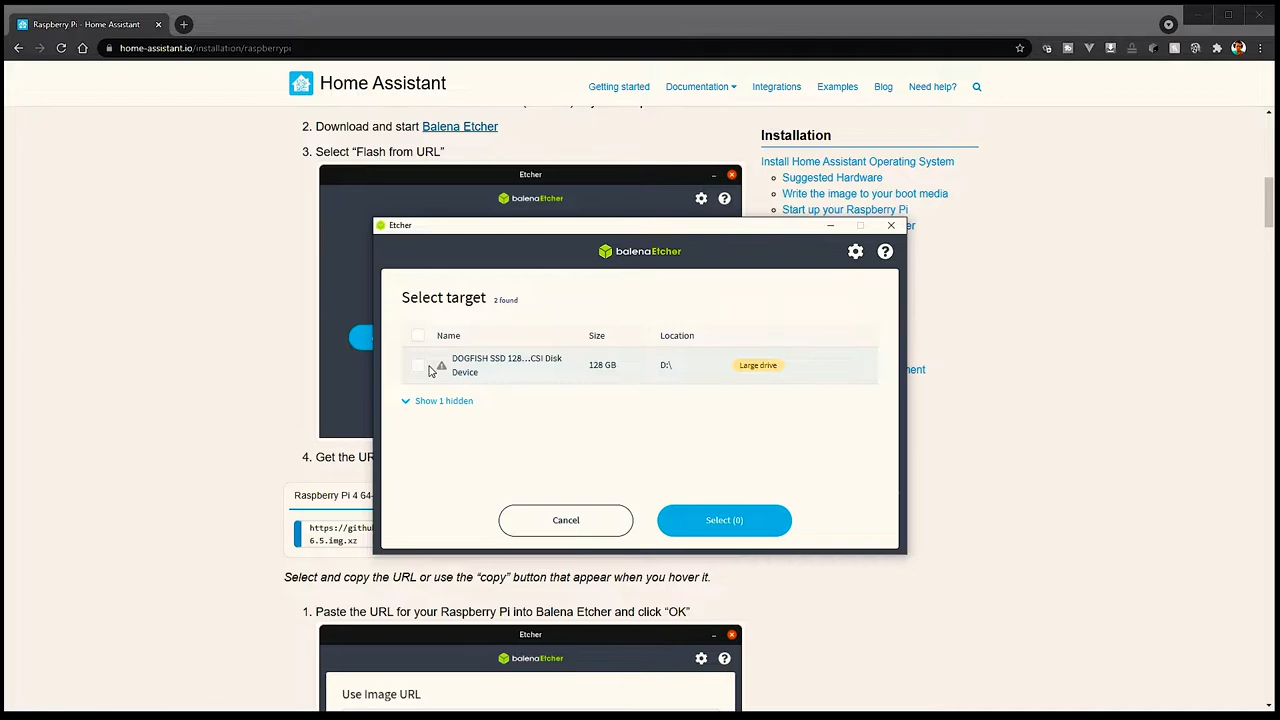 Raspberry Pi - Home Assistant
home-assistant.io/installation/raspberrypi
Home Assistant
Getting started
Documentation
Integrations
Examples
Blog
Need help?
2. Download and start Balena Etcher
3. Select “Flash from URL”
Etcher
balenaEtcher
Installation
Install Home Assistant Operating System
Suggested Hardware
Write the image to your boot media
Start up your Raspberry Pi
er
ent
Etcher
balenaEtcher
Select target 2 found
Name Size Location
DOGFISH SSD 128...CSI Disk
Device
128 GB D:\ Large drive
Show 1 hidden
Cancel
Select (0)
4. Get the UR
Raspberry Pi 4 64-
https://githu
6.5.img.xz
Select and copy the URL or use the “copy” button that appear when you hover it.
1. Paste the URL for your Raspberry Pi into Balena Etcher and click “OK”
Etcher
balenaEtcher
Use Image URL